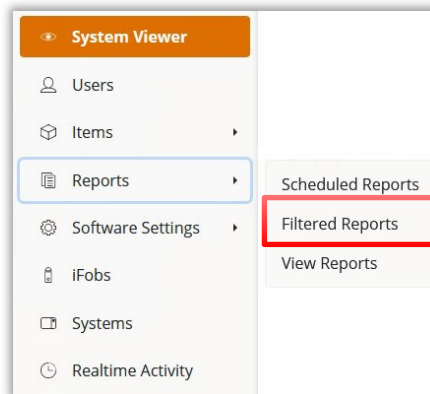 System Viewer
Users
Items
Reports
Scheduled Reports
Filtered Reports
View Reports
Software Settings
iFobs
Systems
Realtime Activity